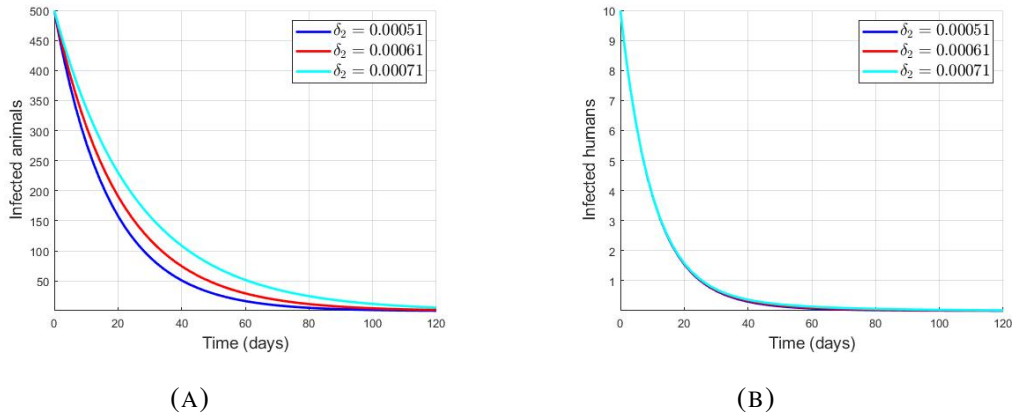 500
450
400
350
300
250
200
150
100
50
0 20 40 60 80 100 120
Infected animals
Time (days)
δ₂ = 0.00051
δ₂ = 0.00061
δ₂ = 0.00071
(A)
10
9
8
7
6
5
4
3
2
1
0 20 40 60 80 100 120
Infected humans
Time (days)
δ₂ = 0.00051
δ₂ = 0.00061
δ₂ = 0.00071
(B)